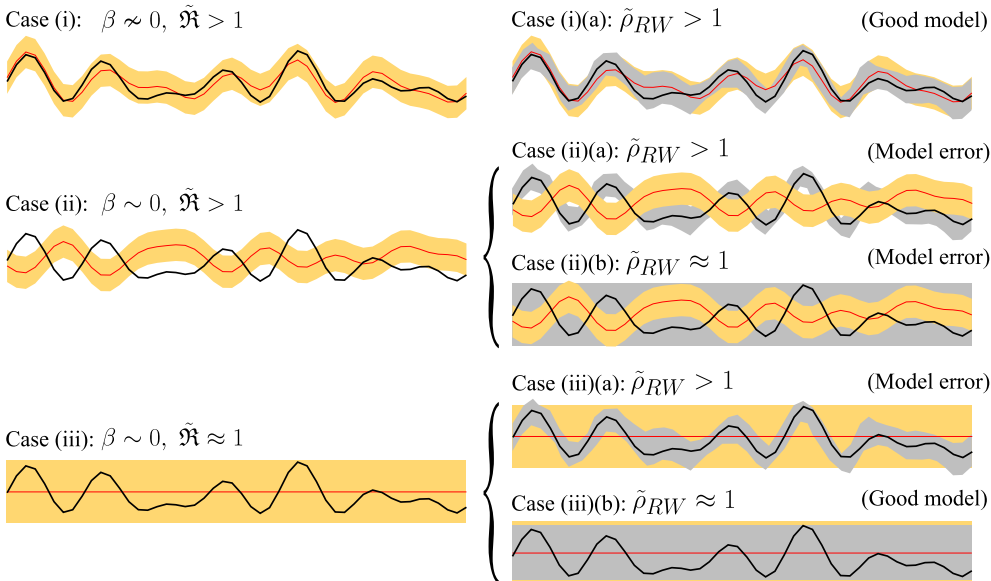 Case (i): β ≁ 0, ℜ̃ > 1
Case (i)(a): ρ̃_RW > 1 (Good model)
Case (ii)(a): ρ̃_RW > 1 (Model error)
Case (ii): β ∼ 0, ℜ̃ > 1
Case (ii)(b): ρ̃_RW ≈ 1 (Model error)
Case (iii)(a): ρ̃_RW > 1 (Model error)
Case (iii): β ∼ 0, ℜ̃ ≈ 1
Case (iii)(b): ρ̃_RW ≈ 1 (Good model)